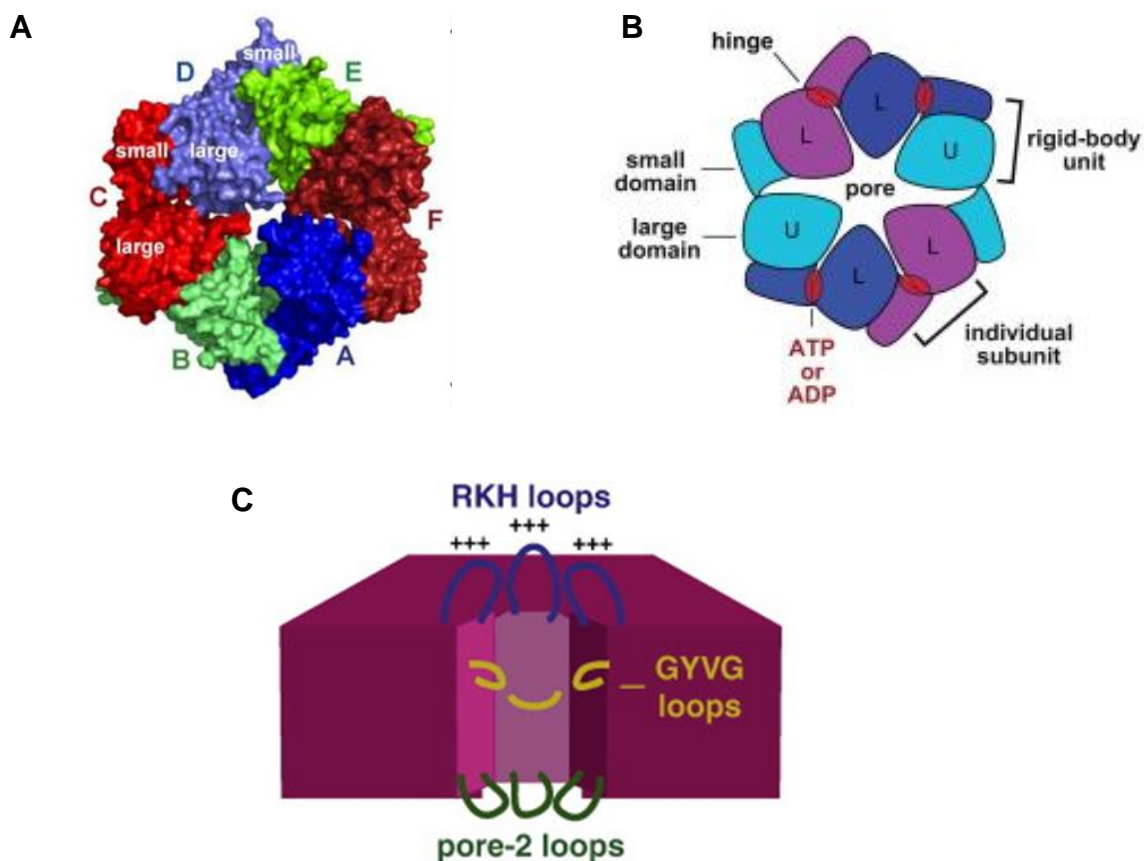 A
small
D
E
small
large
C
F
large
B
A
B
hinge
L
L
U
small
domain
pore
rigid-body
unit
large
domain
U
L
L
individual
subunit
ATP
or
ADP
C
RKH loops
+++
+++
+++
GYVG
loops
pore-2 loops